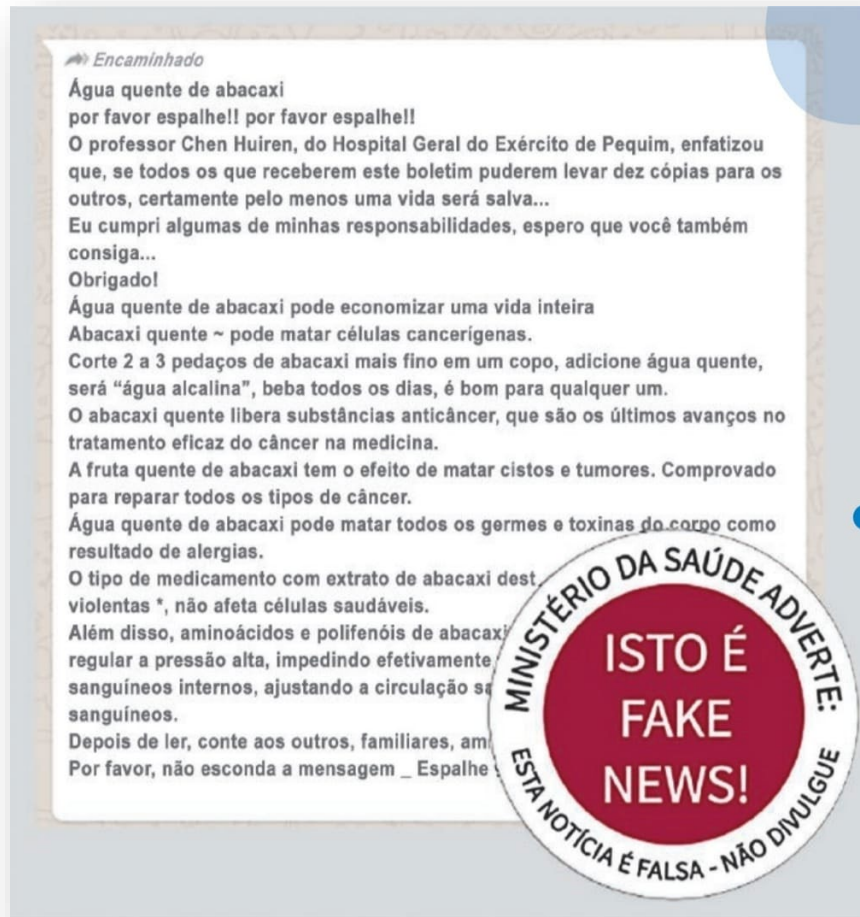 Encaminhado
Água quente de abacaxi
por favor espalhe!! por favor espalhe!!
O professor Chen Huiren, do Hospital Geral do Exército de Pequim, enfatizou
que, se todos os que receberem este boletim puderem levar dez cópias para os
outros, certamente pelo menos uma vida será salva...
Eu cumpri algumas de minhas responsabilidades, espero que você também
consiga...
Obrigado!
Água quente de abacaxi pode economizar uma vida inteira
Abacaxi quente ~ pode matar células cancerígenas.
Corte 2 a 3 pedaços de abacaxi mais fino em um copo, adicione água quente,
será “água alcalina”, beba todos os dias, é bom para qualquer um.
O abacaxi quente libera substâncias anticâncer, que são os últimos avanços no
tratamento eficaz do câncer na medicina.
A fruta quente de abacaxi tem o efeito de matar cistos e tumores. Comprovado
para reparar todos os tipos de câncer.
Água quente de abacaxi pode matar todos os germes e toxinas do corpo como
resultado de alergias.
O tipo de medicamento com extrato de abacaxi
violentas *, não afeta células saudáveis.
Além disso, aminoácidos e polifenóis de abacaxi
regular a pressão alta, impedindo efetivamente
sanguíneos internos, ajustando a circulação
sanguíneos.
Depois de ler, conte aos outros, familiares,
Por favor, não esconda a mensagem _ Espalhe
MINISTÉRIO DA SAÚDE ADVERTE:
ISTO É
FAKE
NEWS!
ESTA NOTÍCIA É FALSA - NÃO DIVULGUE